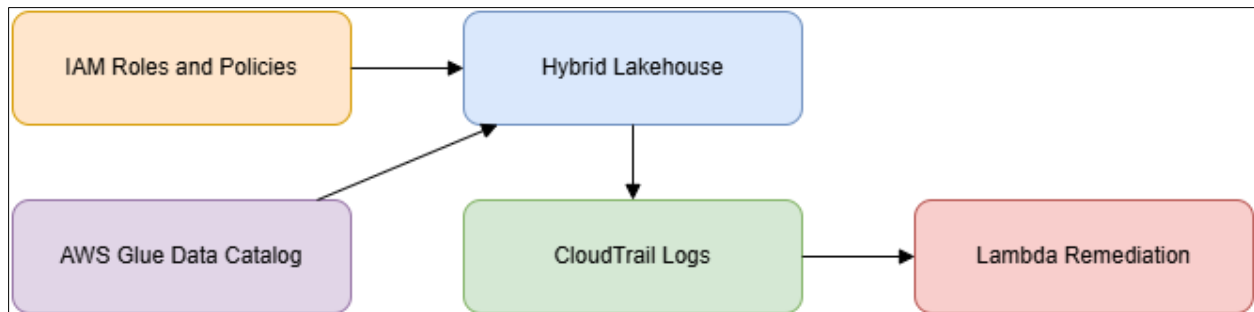 IAM Roles and Policies
Hybrid Lakehouse
AWS Glue Data Catalog
CloudTrail Logs
Lambda Remediation